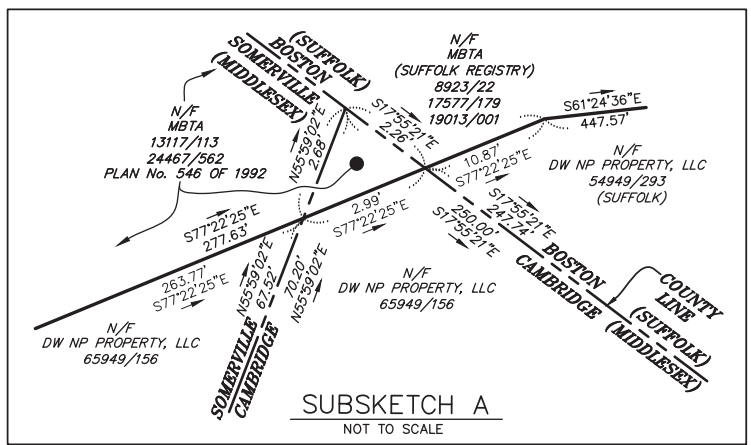 (SUFFOLK)
BOSTON
SOMERVILLE
(MIDDLESEX)
N/F
MBTA
(SUFFOLK REGISTRY)
8923/22
17577/179
19013/001
N/F
MBTA
13117/113
24467/562
PLAN No. 546 OF 1992
S17°55'21"E
2.26'
N55°59'02"E
2.68'
S61°24'36"E
447.57'
10.87'
S77°22'25"E
N/F
DW NP PROPERTY, LLC
54949/293
(SUFFOLK)
2.99'
S77°22'25"E
S77°22'25"E
277.63'
263.77'
S77°22'25"E
S17°55'21"E
247.74'
250.00'
S17°55'21"E
N55°59'02"E
67.52'
70.20'
N55°59'02"E
N/F
DW NP PROPERTY, LLC
65949/156
N/F
DW NP PROPERTY, LLC
65949/156
BOSTON
CAMBRIDGE
(SUFFOLK)
(MIDDLESEX)
COUNTY
LINE
SOMERVILLE
CAMBRIDGE
SUBSKETCH A
NOT TO SCALE